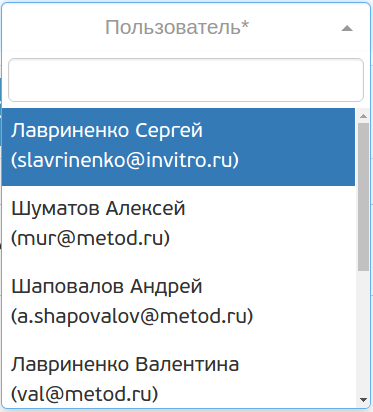 Пользователь*
Лавриненко Сергей
(slavrinenko@invitro.ru)
Шуматов Алексей
(mur@metod.ru)
Шаповалов Андрей
(a.shapovalov@metod.ru)
Лавриненко Валентина
(val@metod.ru)